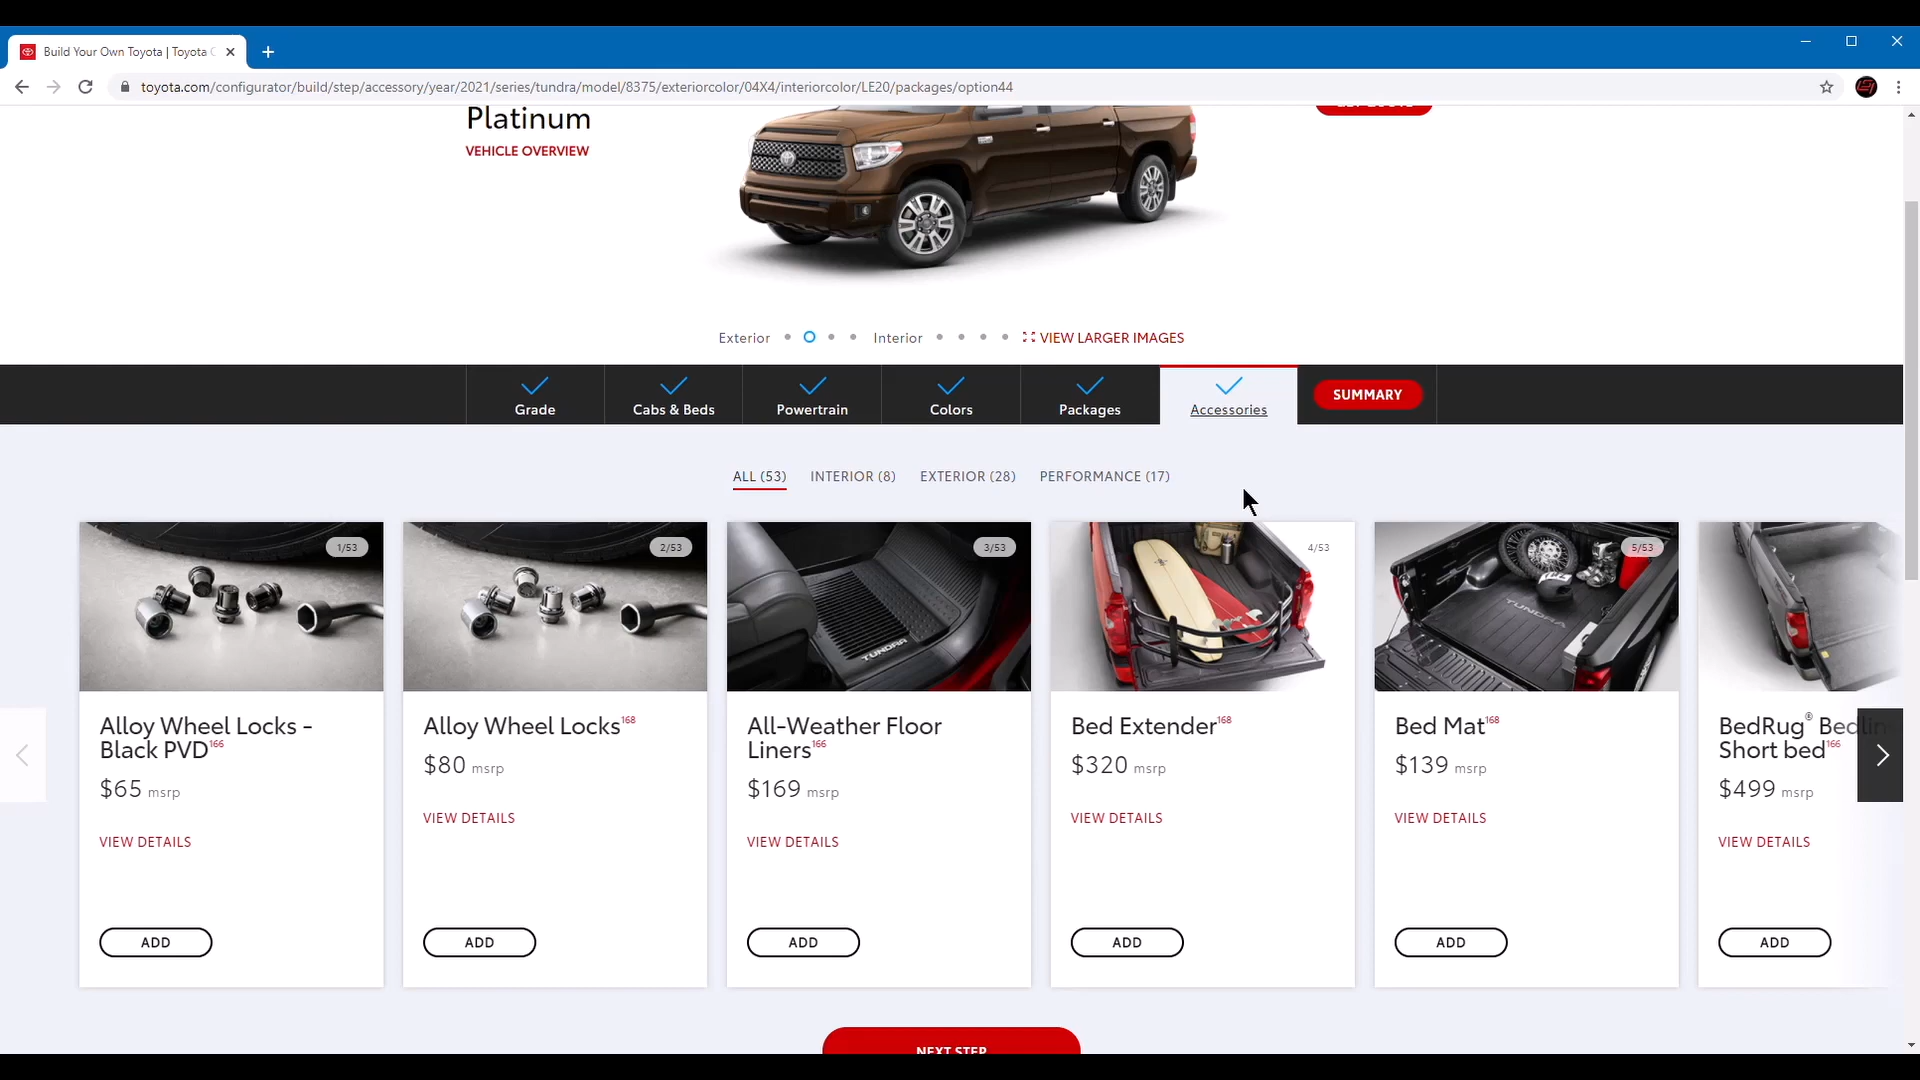 Build Your Own Toyota | Toyota
toyota.com/configurator/build/step/accessory/year/2021/series/tundra/model/8375/exteriorcolor/04X4/interiorcolor/LE20/packages/option44
Platinum
VEHICLE OVERVIEW
Exterior
Interior
VIEW LARGER IMAGES
Grade
Cabs & Beds
Powertrain
Colors
Packages
Accessories
SUMMARY
ALL (53)
INTERIOR (8)
EXTERIOR (28)
PERFORMANCE (17)
1/53
Alloy Wheel Locks -
Black PVD166
$65 msrp
VIEW DETAILS
ADD
2/53
Alloy Wheel Locks168
$80 msrp
VIEW DETAILS
ADD
3/53
TUNDRA
All-Weather Floor
Liners166
$169 msrp
VIEW DETAILS
ADD
4/53
Bed Extender168
$320 msrp
VIEW DETAILS
ADD
5/53
TUNDRA
Bed Mat168
$139 msrp
VIEW DETAILS
ADD
BedRug® Bedlin
Short bed166
$499 msrp
VIEW DETAILS
ADD
NEXT STEP